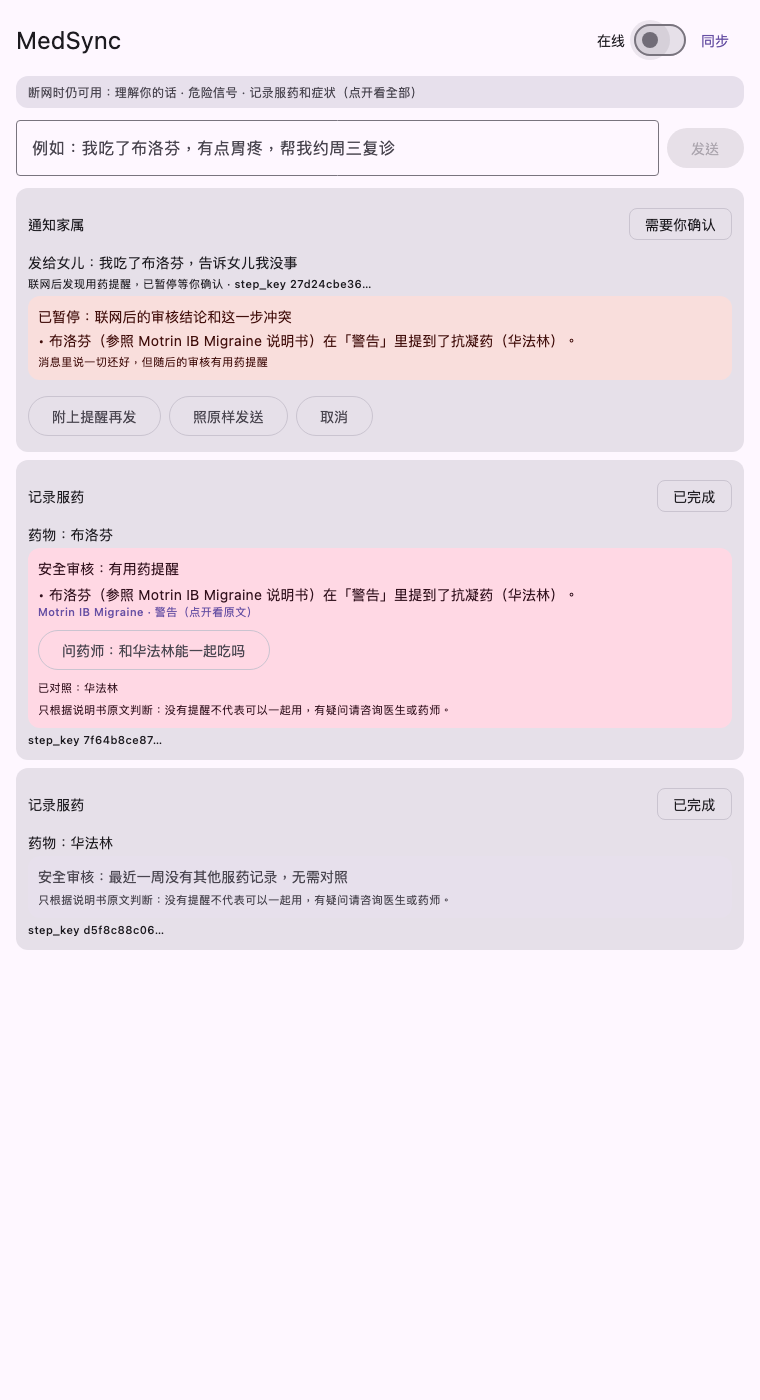 MedSync
在线
同步
断网时仍可用：理解你的话 · 危险信号 · 记录服药和症状（点开看全部）
例如：我吃了布洛芬，有点胃疼，帮我约周三复诊
发送
通知家属
需要你确认
发给女儿：我吃了布洛芬，告诉女儿我没事
联网后发现用药提醒，已暂停等你确认 · step_key 27d24cbe36…
已暂停：联网后的审核结论和这一步冲突
• 布洛芬（参照 Motrin IB Migraine 说明书）在「警告」里提到了抗凝药（华法林）。
消息里说一切还好，但随后的审核有用药提醒
附上提醒再发
照原样发送
取消
记录服药
已完成
药物：布洛芬
安全审核：有用药提醒
• 布洛芬（参照 Motrin IB Migraine 说明书）在「警告」里提到了抗凝药（华法林）。
Motrin IB Migraine · 警告（点开看原文）
问药师：和华法林能一起吃吗
已对照：华法林
只根据说明书原文判断：没有提醒不代表可以一起用，有疑问请咨询医生或药师。
step_key 7f64b8ce87…
记录服药
已完成
药物：华法林
安全审核：最近一周没有其他服药记录，无需对照
只根据说明书原文判断：没有提醒不代表可以一起用，有疑问请咨询医生或药师。
step_key d5f8c88c06…